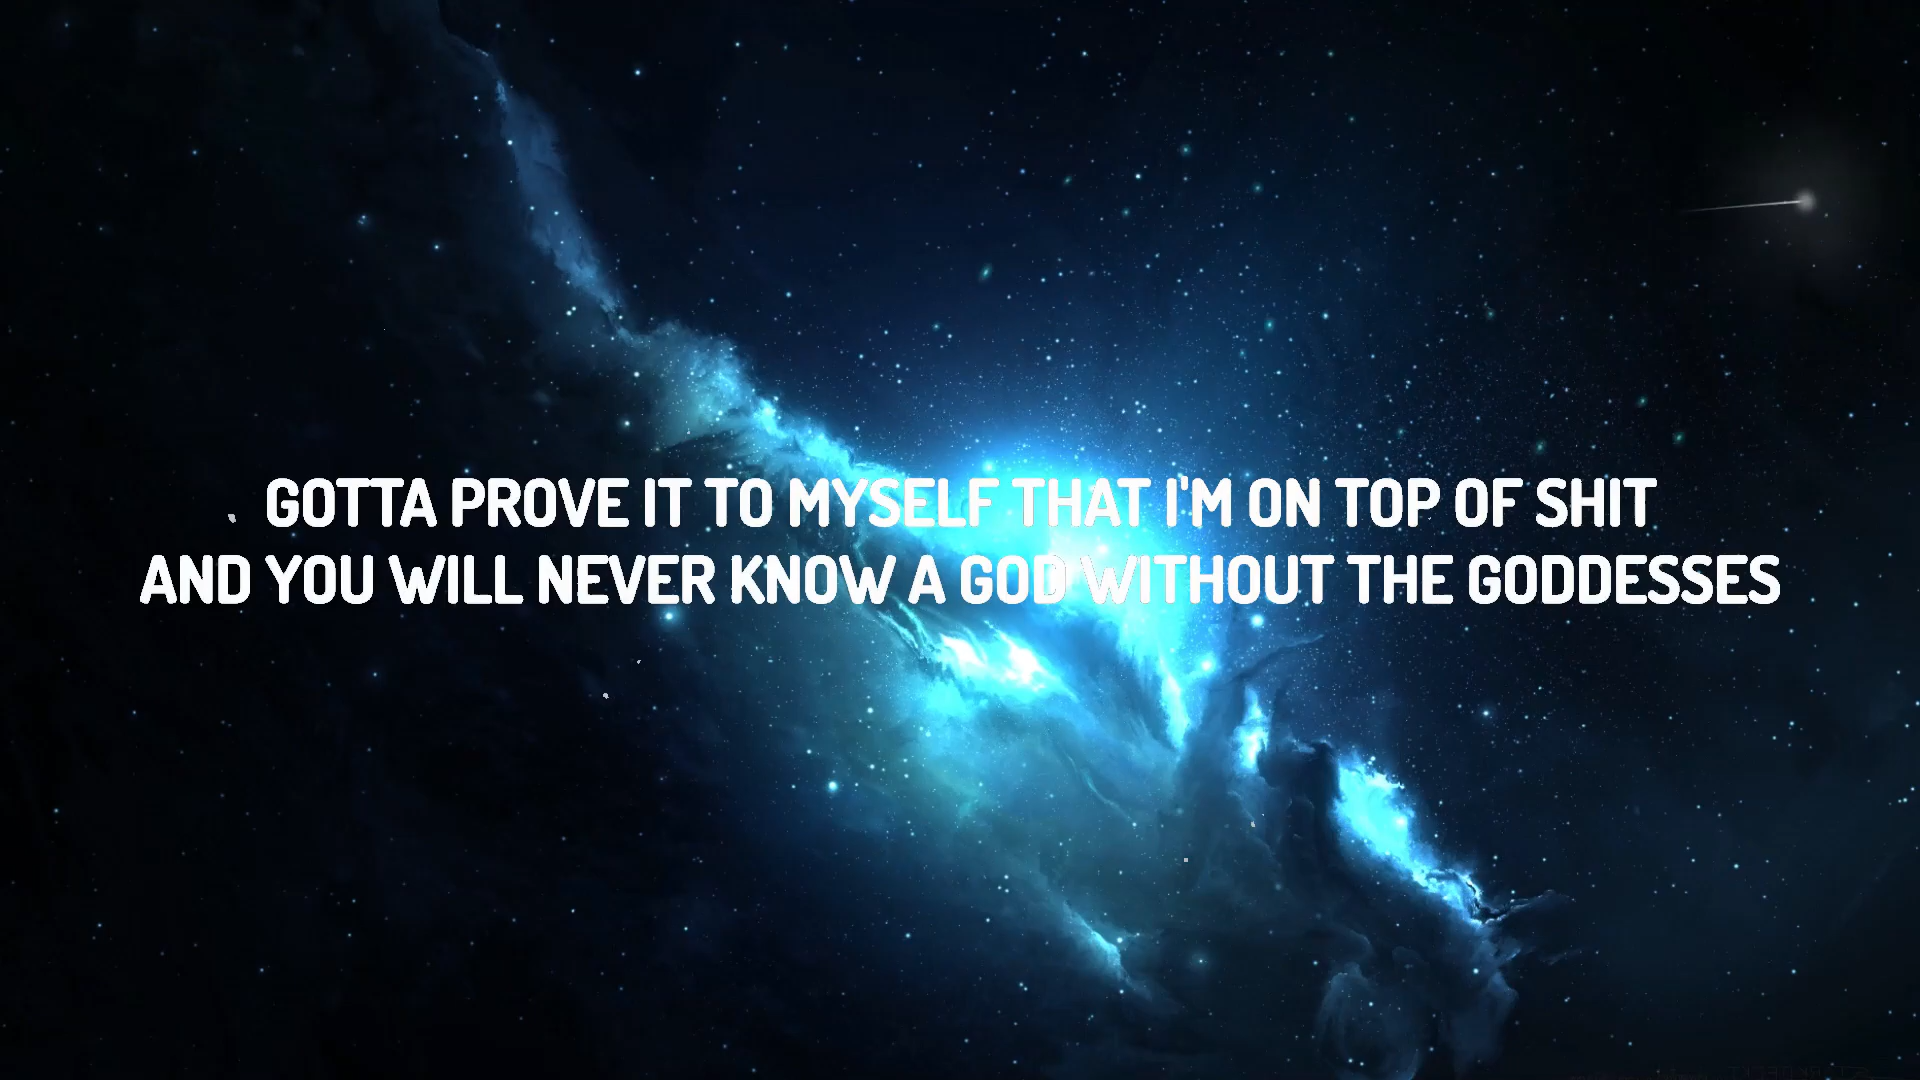 GOTTA PROVE IT TO MYSELF THAT I'M ON TOP OF SHIT
AND YOU WILL NEVER KNOW A GOD WITHOUT THE GODDESSES